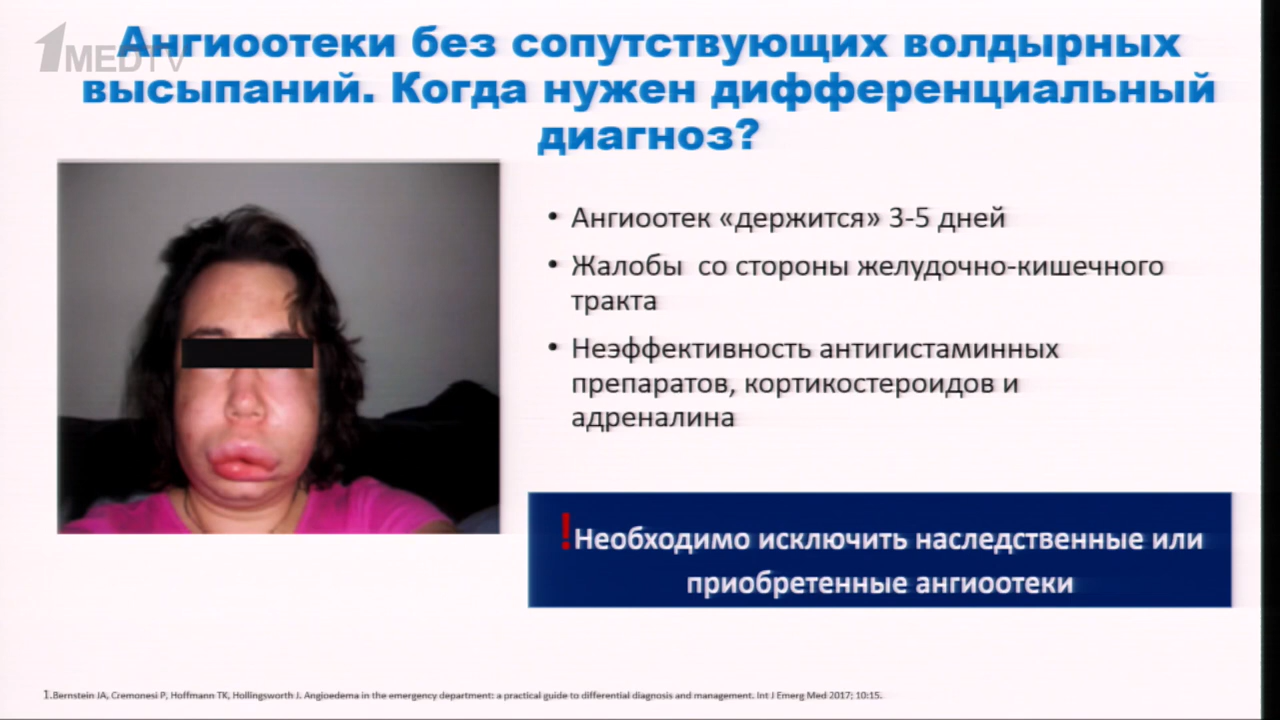 1MEDTV
Ангиоотеки без сопутствующих волдырных
высыпаний. Когда нужен дифференциальный
диагноз?
• Ангиоотек «держится» 3-5 дней
• Жалобы со стороны желудочно-кишечного
тракта
• Неэффективность антигистаминных
препаратов, кортикостероидов и
адреналина
!Необходимо исключить наследственные или
приобретенные ангиоотеки
1.Bernstein JA, Cremonesi P, Hoffmann TK, Hollingsworth J. Angioedema in the emergency department: a practical guide to differential diagnosis and management. Int J Emerg Med 2017; 10:15.